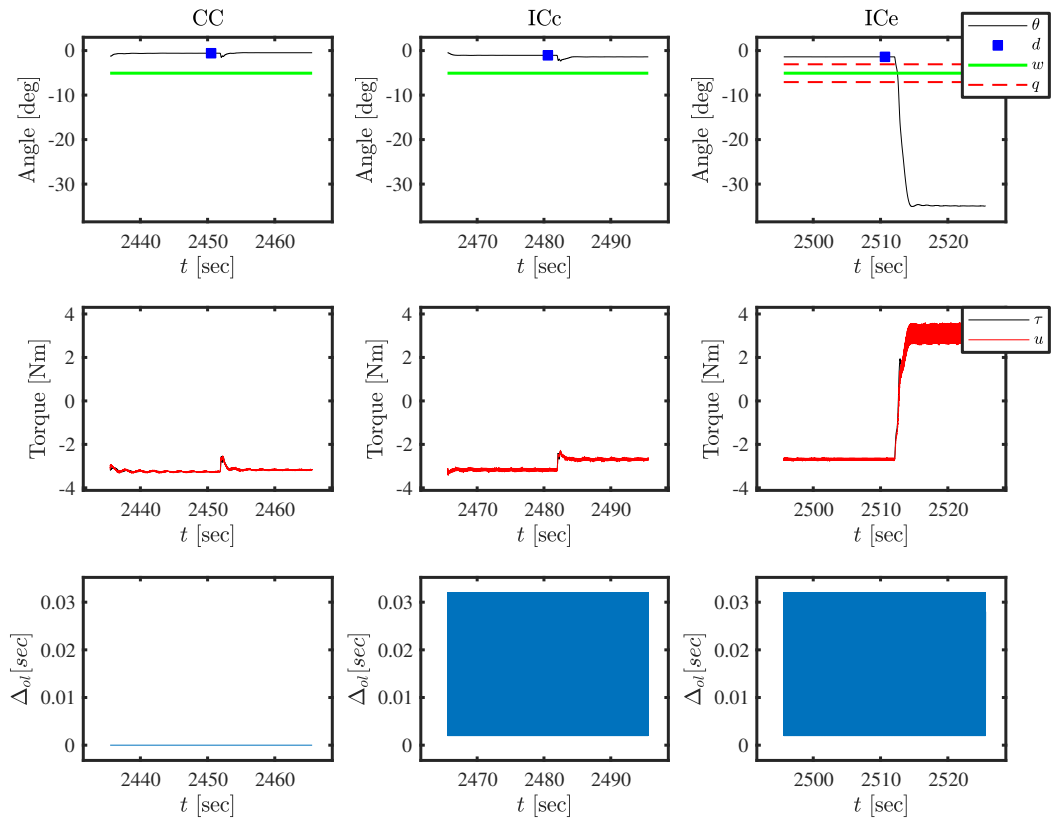 CC
ICc
ICe
0
-10
-20
-30
Angle [deg]
2440
2450
2460
t [sec]
0
-10
-20
-30
Angle [deg]
2470
2480
2490
t [sec]
0
-10
-20
-30
Angle [deg]
2500
2510
2520
t [sec]
θ
d
w
q
4
2
0
-2
-4
Torque [Nm]
2440
2450
2460
t [sec]
4
2
0
-2
-4
Torque [Nm]
2470
2480
2490
t [sec]
4
2
0
-2
-4
Torque [Nm]
2500
2510
2520
t [sec]
τ
u
0.03
0.02
0.01
0
Δol[sec]
2440
2450
2460
t [sec]
0.03
0.02
0.01
0
Δol[sec]
2470
2480
2490
t [sec]
0.03
0.02
0.01
0
Δol[sec]
2500
2510
2520
t [sec]